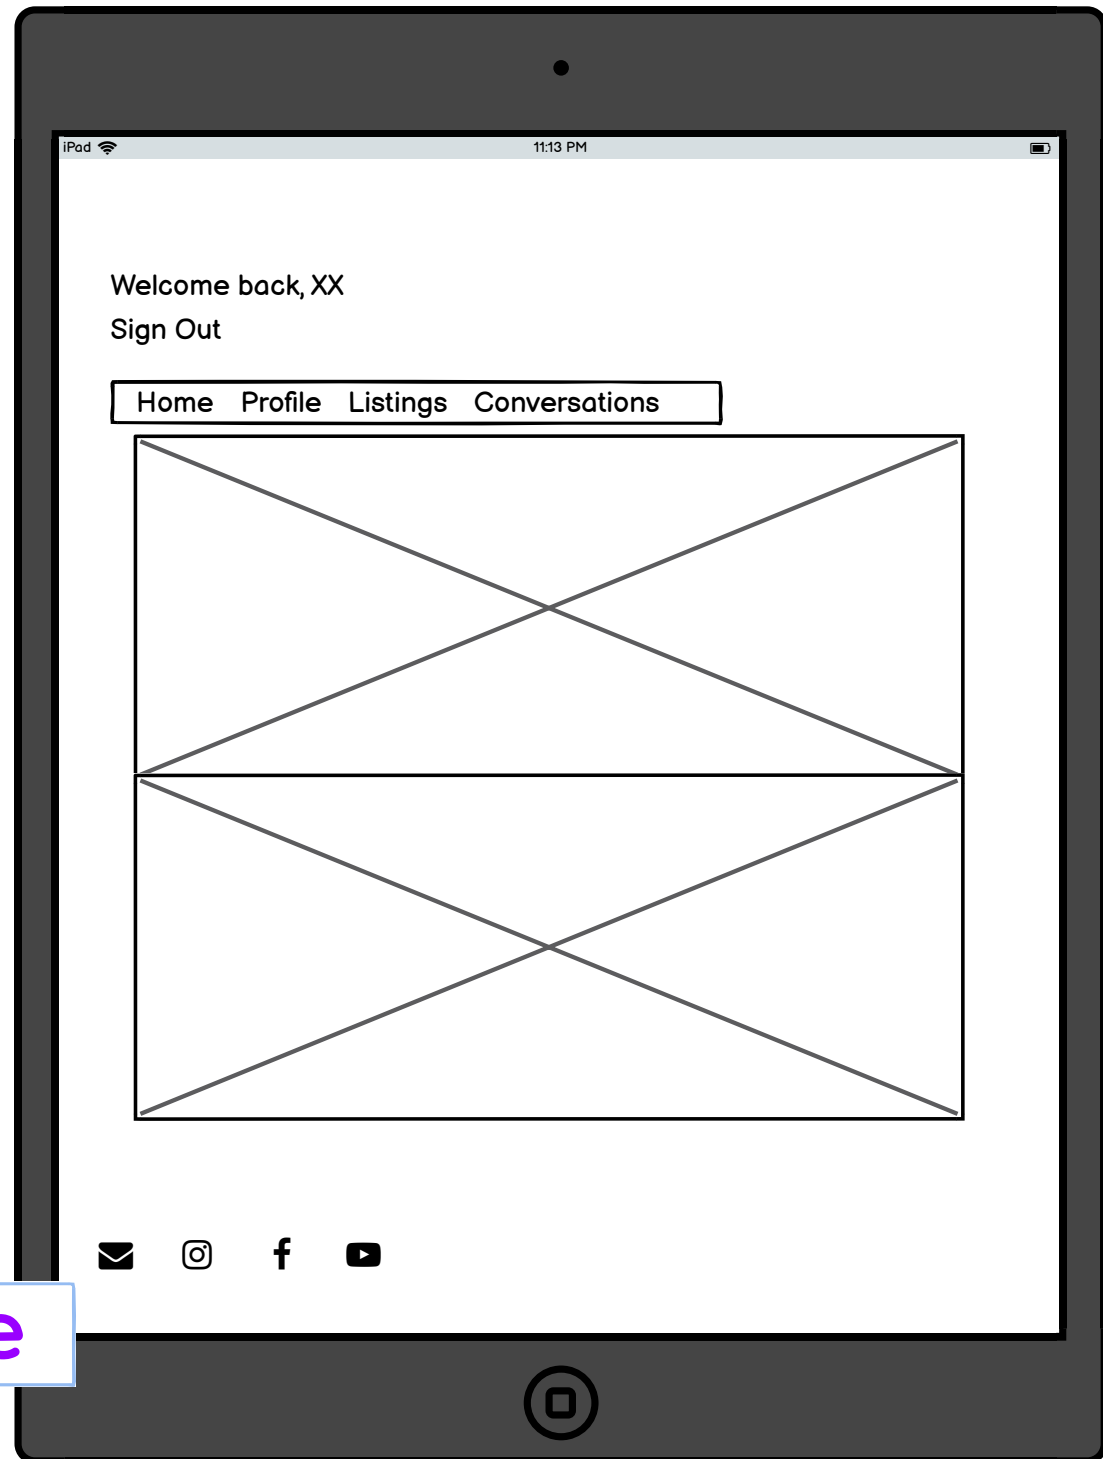 iPad 11:13 PM
Welcome back, XX
Sign Out
Home Profile Listings Conversations
e